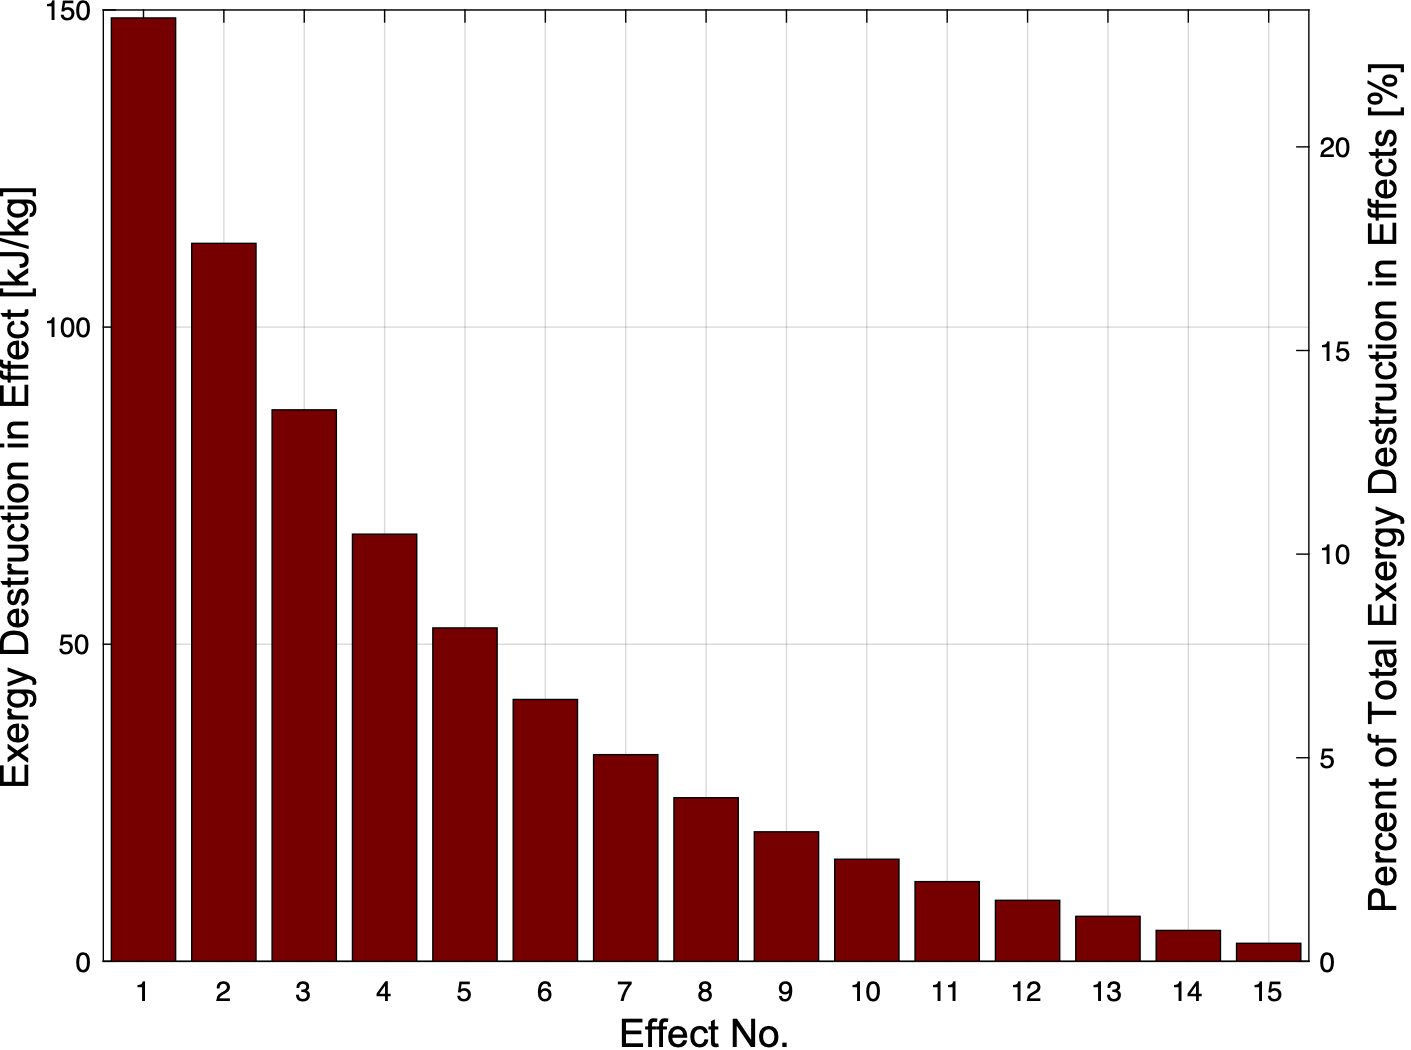 Exergy Destruction in Effect [kJ/kg]
150
100
50
0
20
15
10
5
0
Percent of Total Exergy Destruction in Effects [%]
1 2 3 4 5 6 7 8 9 10 11 12 13 14 15
Effect No.